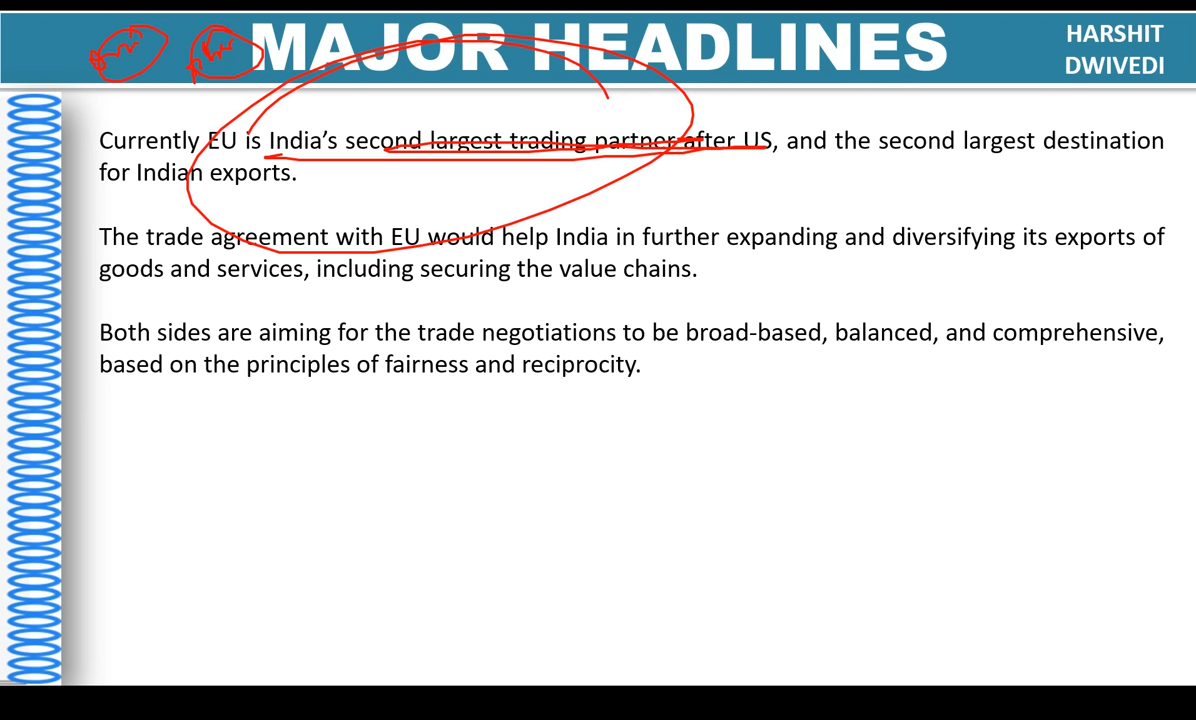 MAJOR HEADLINES
HARSHIT
DWIVEDI
Currently EU is India’s second largest trading partner after US, and the second largest destination
for Indian exports.
The trade agreement with EU would help India in further expanding and diversifying its exports of
goods and services, including securing the value chains.
Both sides are aiming for the trade negotiations to be broad-based, balanced, and comprehensive,
based on the principles of fairness and reciprocity.